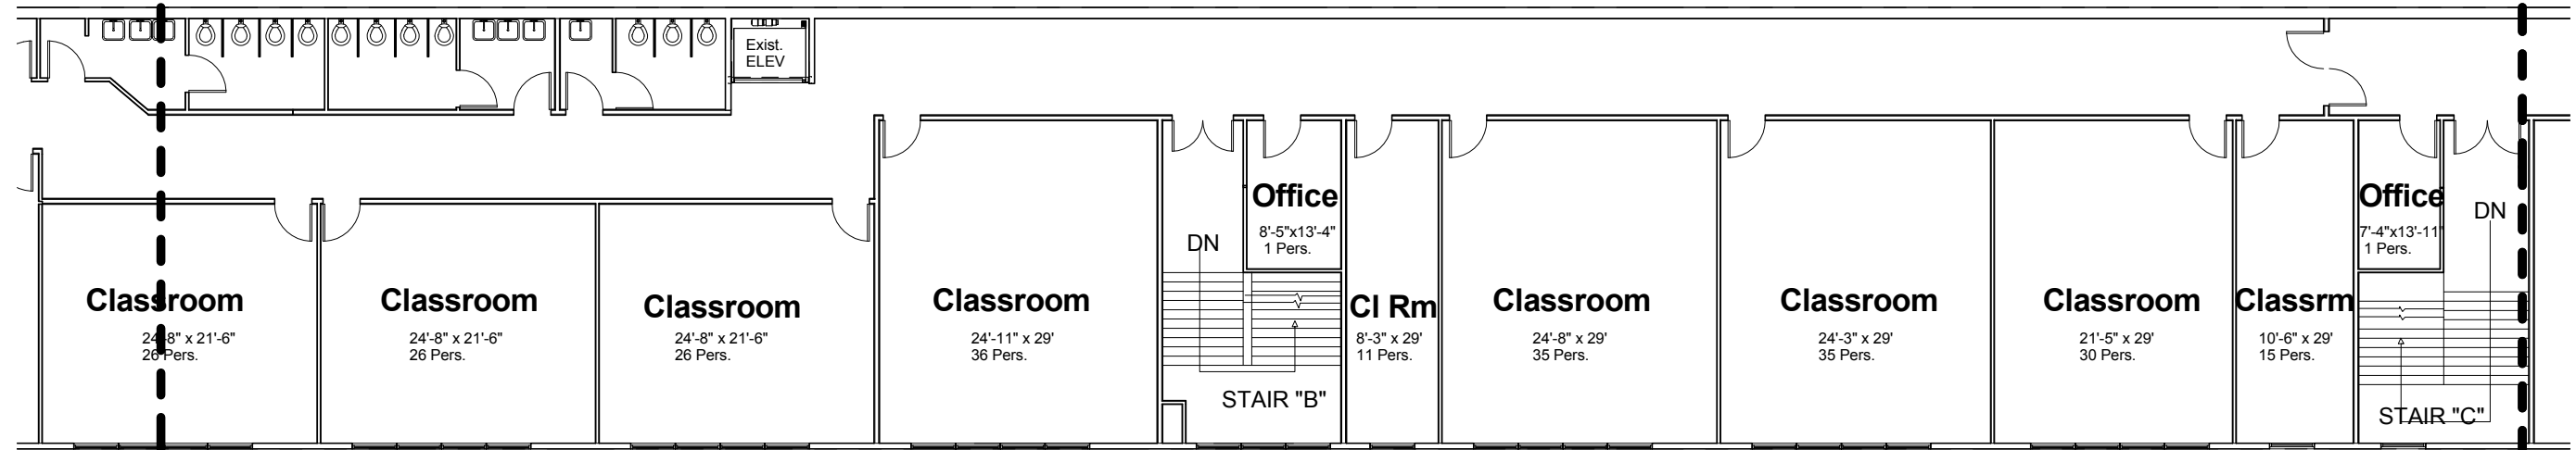 Exist.
ELEV
Classroom
24'-8" x 21'-6"
26 Pers.
Classroom
24'-8" x 21'-6"
26 Pers.
Classroom
24'-8" x 21'-6"
26 Pers.
Classroom
24'-11" x 29'
36 Pers.
DN
STAIR "B"
Office
8'-5"x13'-4"
1 Pers.
Cl Rm
8'-3" x 29'
11 Pers.
Classroom
24'-8" x 29'
35 Pers.
Classroom
24'-3" x 29'
35 Pers.
Classroom
21'-5" x 29'
30 Pers.
Classrm
10'-6" x 29'
15 Pers.
Office
7'-4"x13'-11"
1 Pers.
DN
STAIR "C"